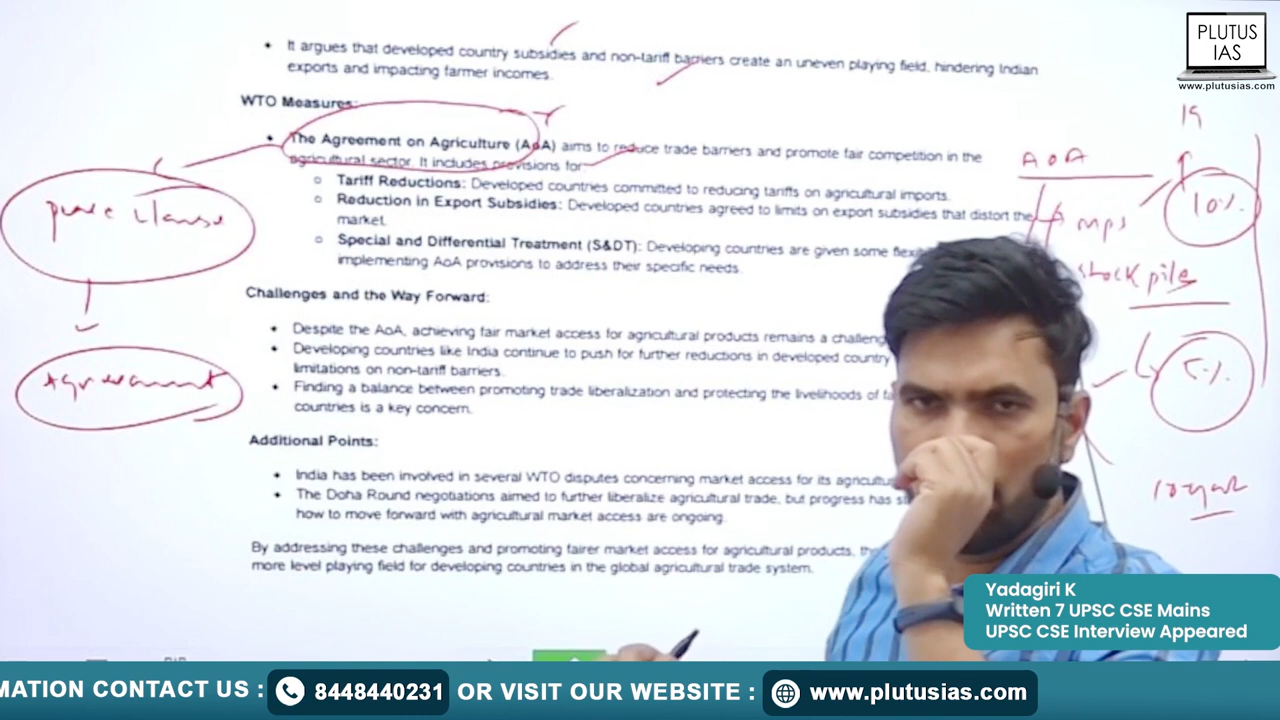 PLUTUS
IAS
www.plutusias.com
It argues that developed country subsidies and non-tariff barriers create an uneven playing field, hindering Indian
exports and impacting farmer incomes.
WTO Measures:
The Agreement on Agriculture (AoA) aims to reduce trade barriers and promote fair competition in the
agricultural sector. It includes provisions for:
Tariff Reductions: Developed countries committed to reducing tariffs on agricultural imports.
Reduction in Export Subsidies: Developed countries agreed to limits on export subsidies that distort the
market.
Special and Differential Treatment (S&DT): Developing countries are given some
implementing AoA provisions to address their specific needs.
Challenges and the Way Forward:
Despite the AoA, achieving fair market access for agricultural products remains a
Developing countries like India continue to push for further reductions in developed country
limitations on non-tariff barriers.
Finding a balance between promoting trade liberalization and protecting the livelihoods of
countries is a key concern.
Additional Points:
India has been involved in several WTO disputes concerning market access for its
The Doha Round negotiations aimed to further liberalize agricultural trade, but progress has
how to move forward with agricultural market access are ongoing.
By addressing these challenges and promoting fairer market access for agricultural products,
more level playing field for developing countries in the global agricultural trade system.
Agreement
AOA
10%.
mps
stock piles
5%.
10 year
Yadagiri K
Written 7 UPSC CSE Mains
UPSC CSE Interview Appeared
MATION CONTACT US : 8448440231 OR VISIT OUR WEBSITE : www.plutusias.com